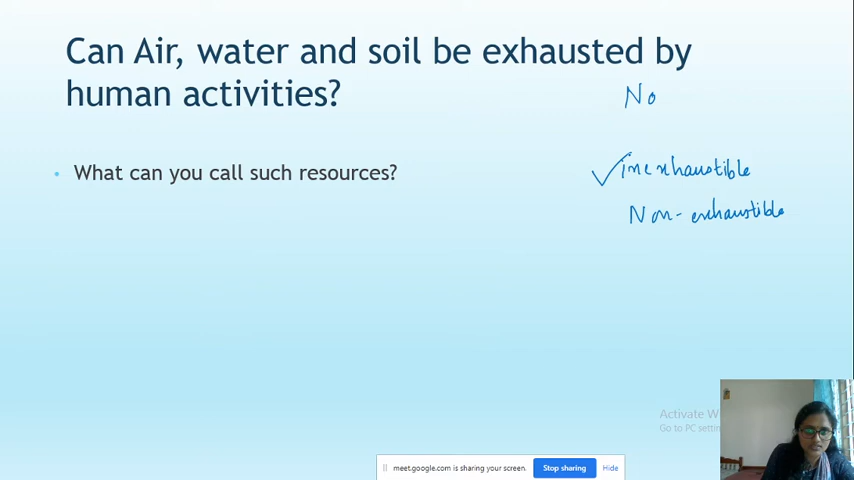 Can Air, water and soil be exhausted by
human activities?
No
• What can you call such resources?
✓ inexhaustible
Non-exhaustible
Activate W
Go to PC settin
meet.google.com is sharing your screen.
Stop sharing
Hide